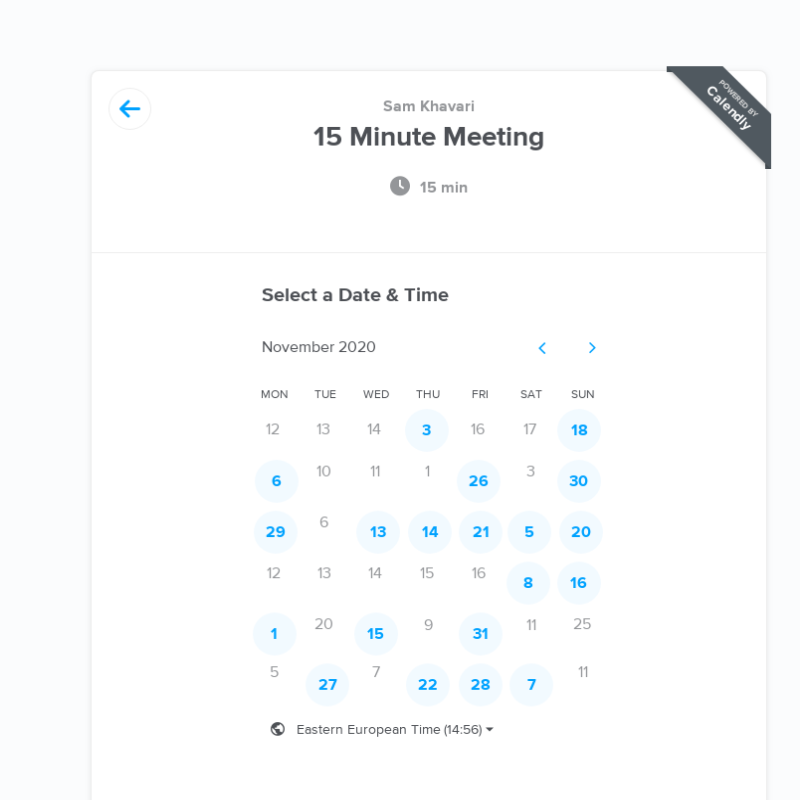 POWERED BY
Calendly
Sam Khavari
15 Minute Meeting
15 min
Select a Date & Time
November 2020
MON TUE WED THU FRI SAT SUN
12 13 14 3 16 17 18
6 10 11 1 26 3 30
29 6 13 14 21 5 20
12 13 14 15 16 8 16
1 20 15 9 31 11 25
5 27 7 22 28 7 11
Eastern European Time (14:56)